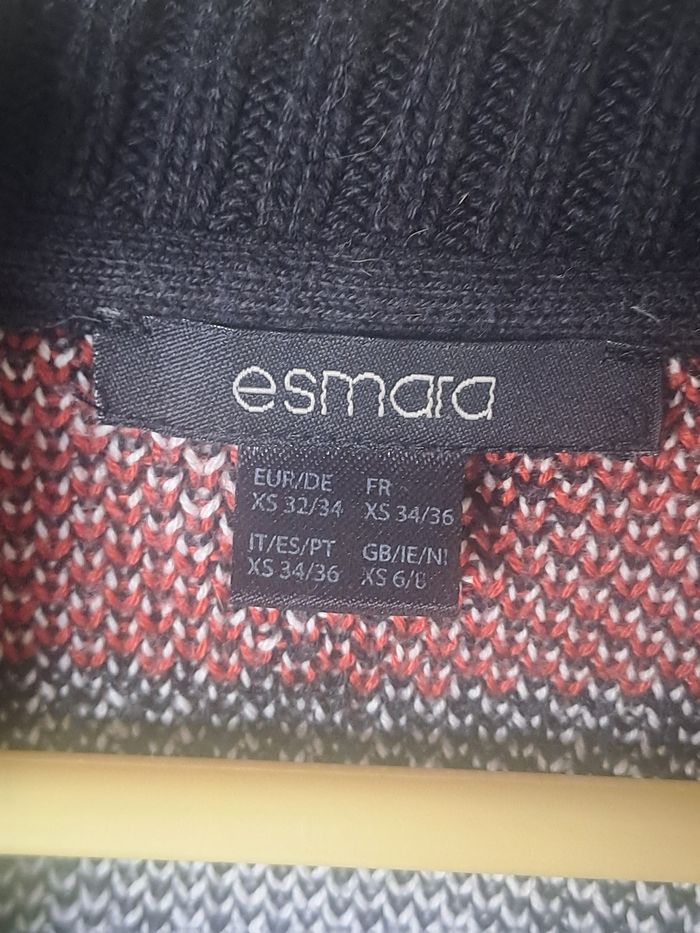 esmara
EUR/DE FR
XS 32/34 XS 34/36
IT/ES/PT GB/IE/NI
XS 34/36 XS 6/8